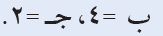 ب = ٤، جـ = ٢.